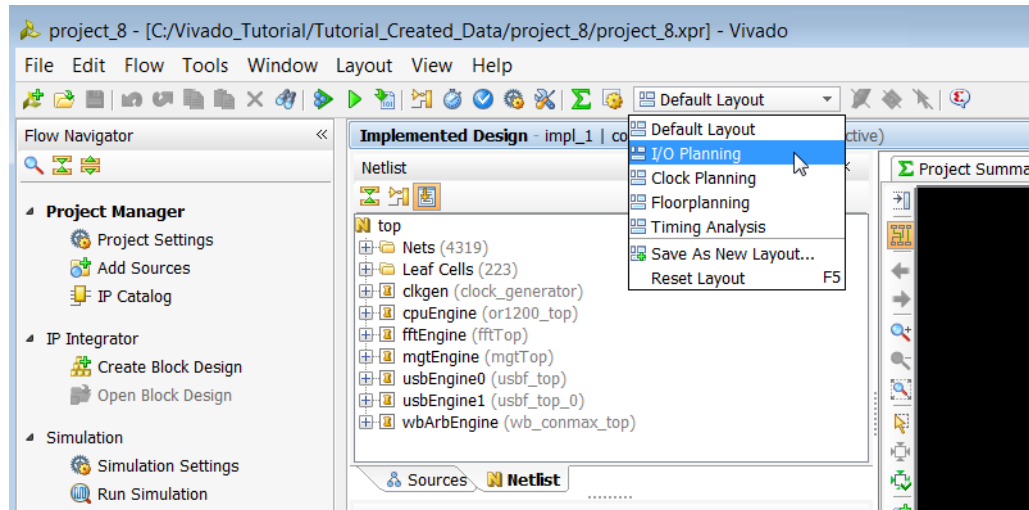 project_8 - [C:/Vivado_Tutorial/Tutorial_Created_Data/project_8/project_8.xpr] - Vivado
File Edit Flow Tools Window Layout View Help
Default Layout
Flow Navigator
Implemented Design - impl_1 | co
ctive)
Default Layout
I/O Planning
Clock Planning
Floorplanning
Timing Analysis
Save As New Layout...
Reset Layout F5
Netlist
Project Summa
top
Nets (4319)
Leaf Cells (223)
clkgen (clock_generator)
cpuEngine (or1200_top)
fftEngine (fftTop)
mgtEngine (mgtTop)
usbEngine0 (usbf_top)
usbEngine1 (usbf_top_0)
wbArbEngine (wb_conmax_top)
Sources
Netlist
Project Manager
Project Settings
Add Sources
IP Catalog
IP Integrator
Create Block Design
Open Block Design
Simulation
Simulation Settings
Run Simulation